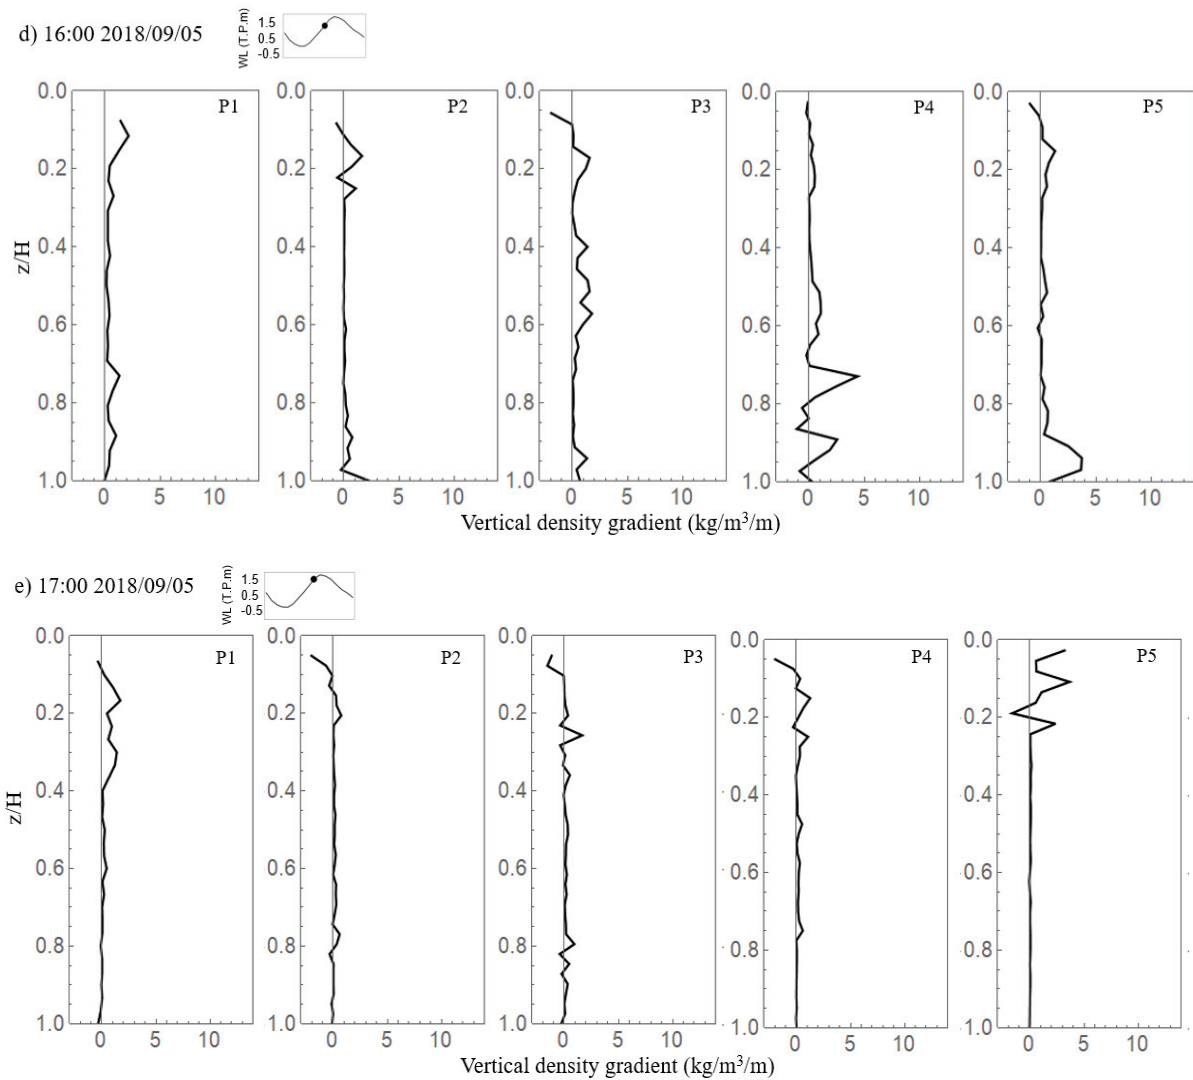 d) 16:00 2018/09/05
WL (T.P.m)
1.5
0.5
-0.5
P1 P2 P3 P4 P5
0.0 0.0 0.0 0.0 0.0
0.2 0.2 0.2 0.2 0.2
0.4 0.4 0.4 0.4 0.4
z/H
0.6 0.6 0.6 0.6 0.6
0.8 0.8 0.8 0.8 0.8
1.0 1.0 1.0 1.0 1.0
0 5 10 0 5 10 0 5 10 0 5 10 0 5 10
Vertical density gradient (kg/m³/m)
e) 17:00 2018/09/05
WL (T.P.m)
1.5
0.5
-0.5
P1 P2 P3 P4 P5
0.0 0.0 0.0 0.0 0.0
0.2 0.2 0.2 0.2 0.2
0.4 0.4 0.4 0.4 0.4
z/H
0.6 0.6 0.6 0.6 0.6
0.8 0.8 0.8 0.8 0.8
1.0 1.0 1.0 1.0 1.0
0 5 10 0 5 10 0 5 10 0 5 10 0 5 10
Vertical density gradient (kg/m³/m)